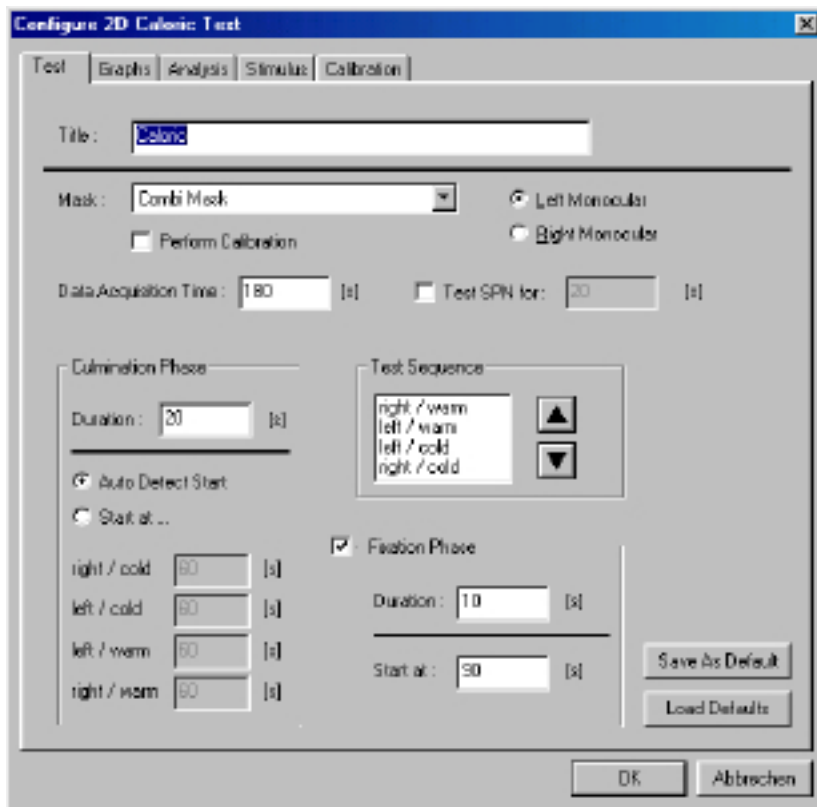 Configure 2D Caloric Test
Test Graphs Analysis Stimulus Calibration
Title : Caloric
Mask : Combi Mask
Left Monocular
Perform Calibration
Right Monocular
Data Acquisition Time : 180 [s] Test SPN for : 20 [s]
Culmination Phase
Test Sequence
Duration : 20 [s]
right / warm
left / warm
left / cold
right / cold
Auto Detect Start
Start at ...
Fixation Phase
right / cold 60 [s]
Duration : 10 [s]
left / cold 60 [s]
left / warm 60 [s]
Start at : 90 [s]
Save As Default
right / warm 60 [s]
Load Defaults
OK Abbrechen